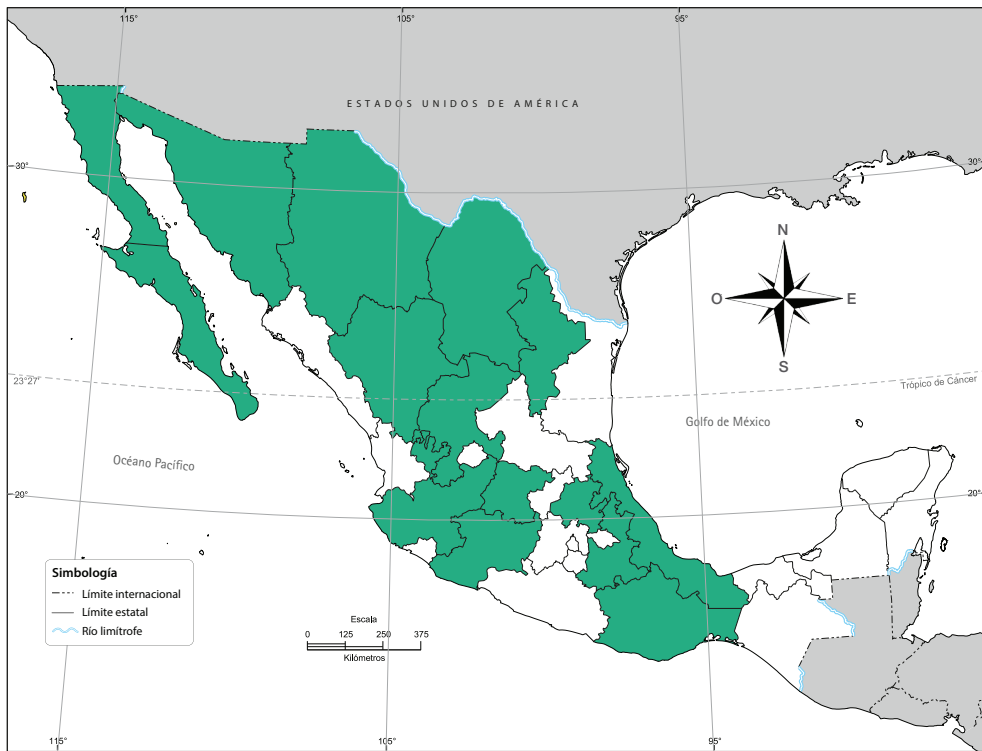 115°
105°
95°
ESTADOS UNIDOS DE AMÉRICA
30°
30°
N
O
E
S
23°27'
Trópico de Cáncer
Golfo de México
Océano Pacífico
20°
20°
Simbología
Límite internacional
Límite estatal
Río limítrofe
Escala
0 125 250 375
Kilómetros
115°
105°
95°